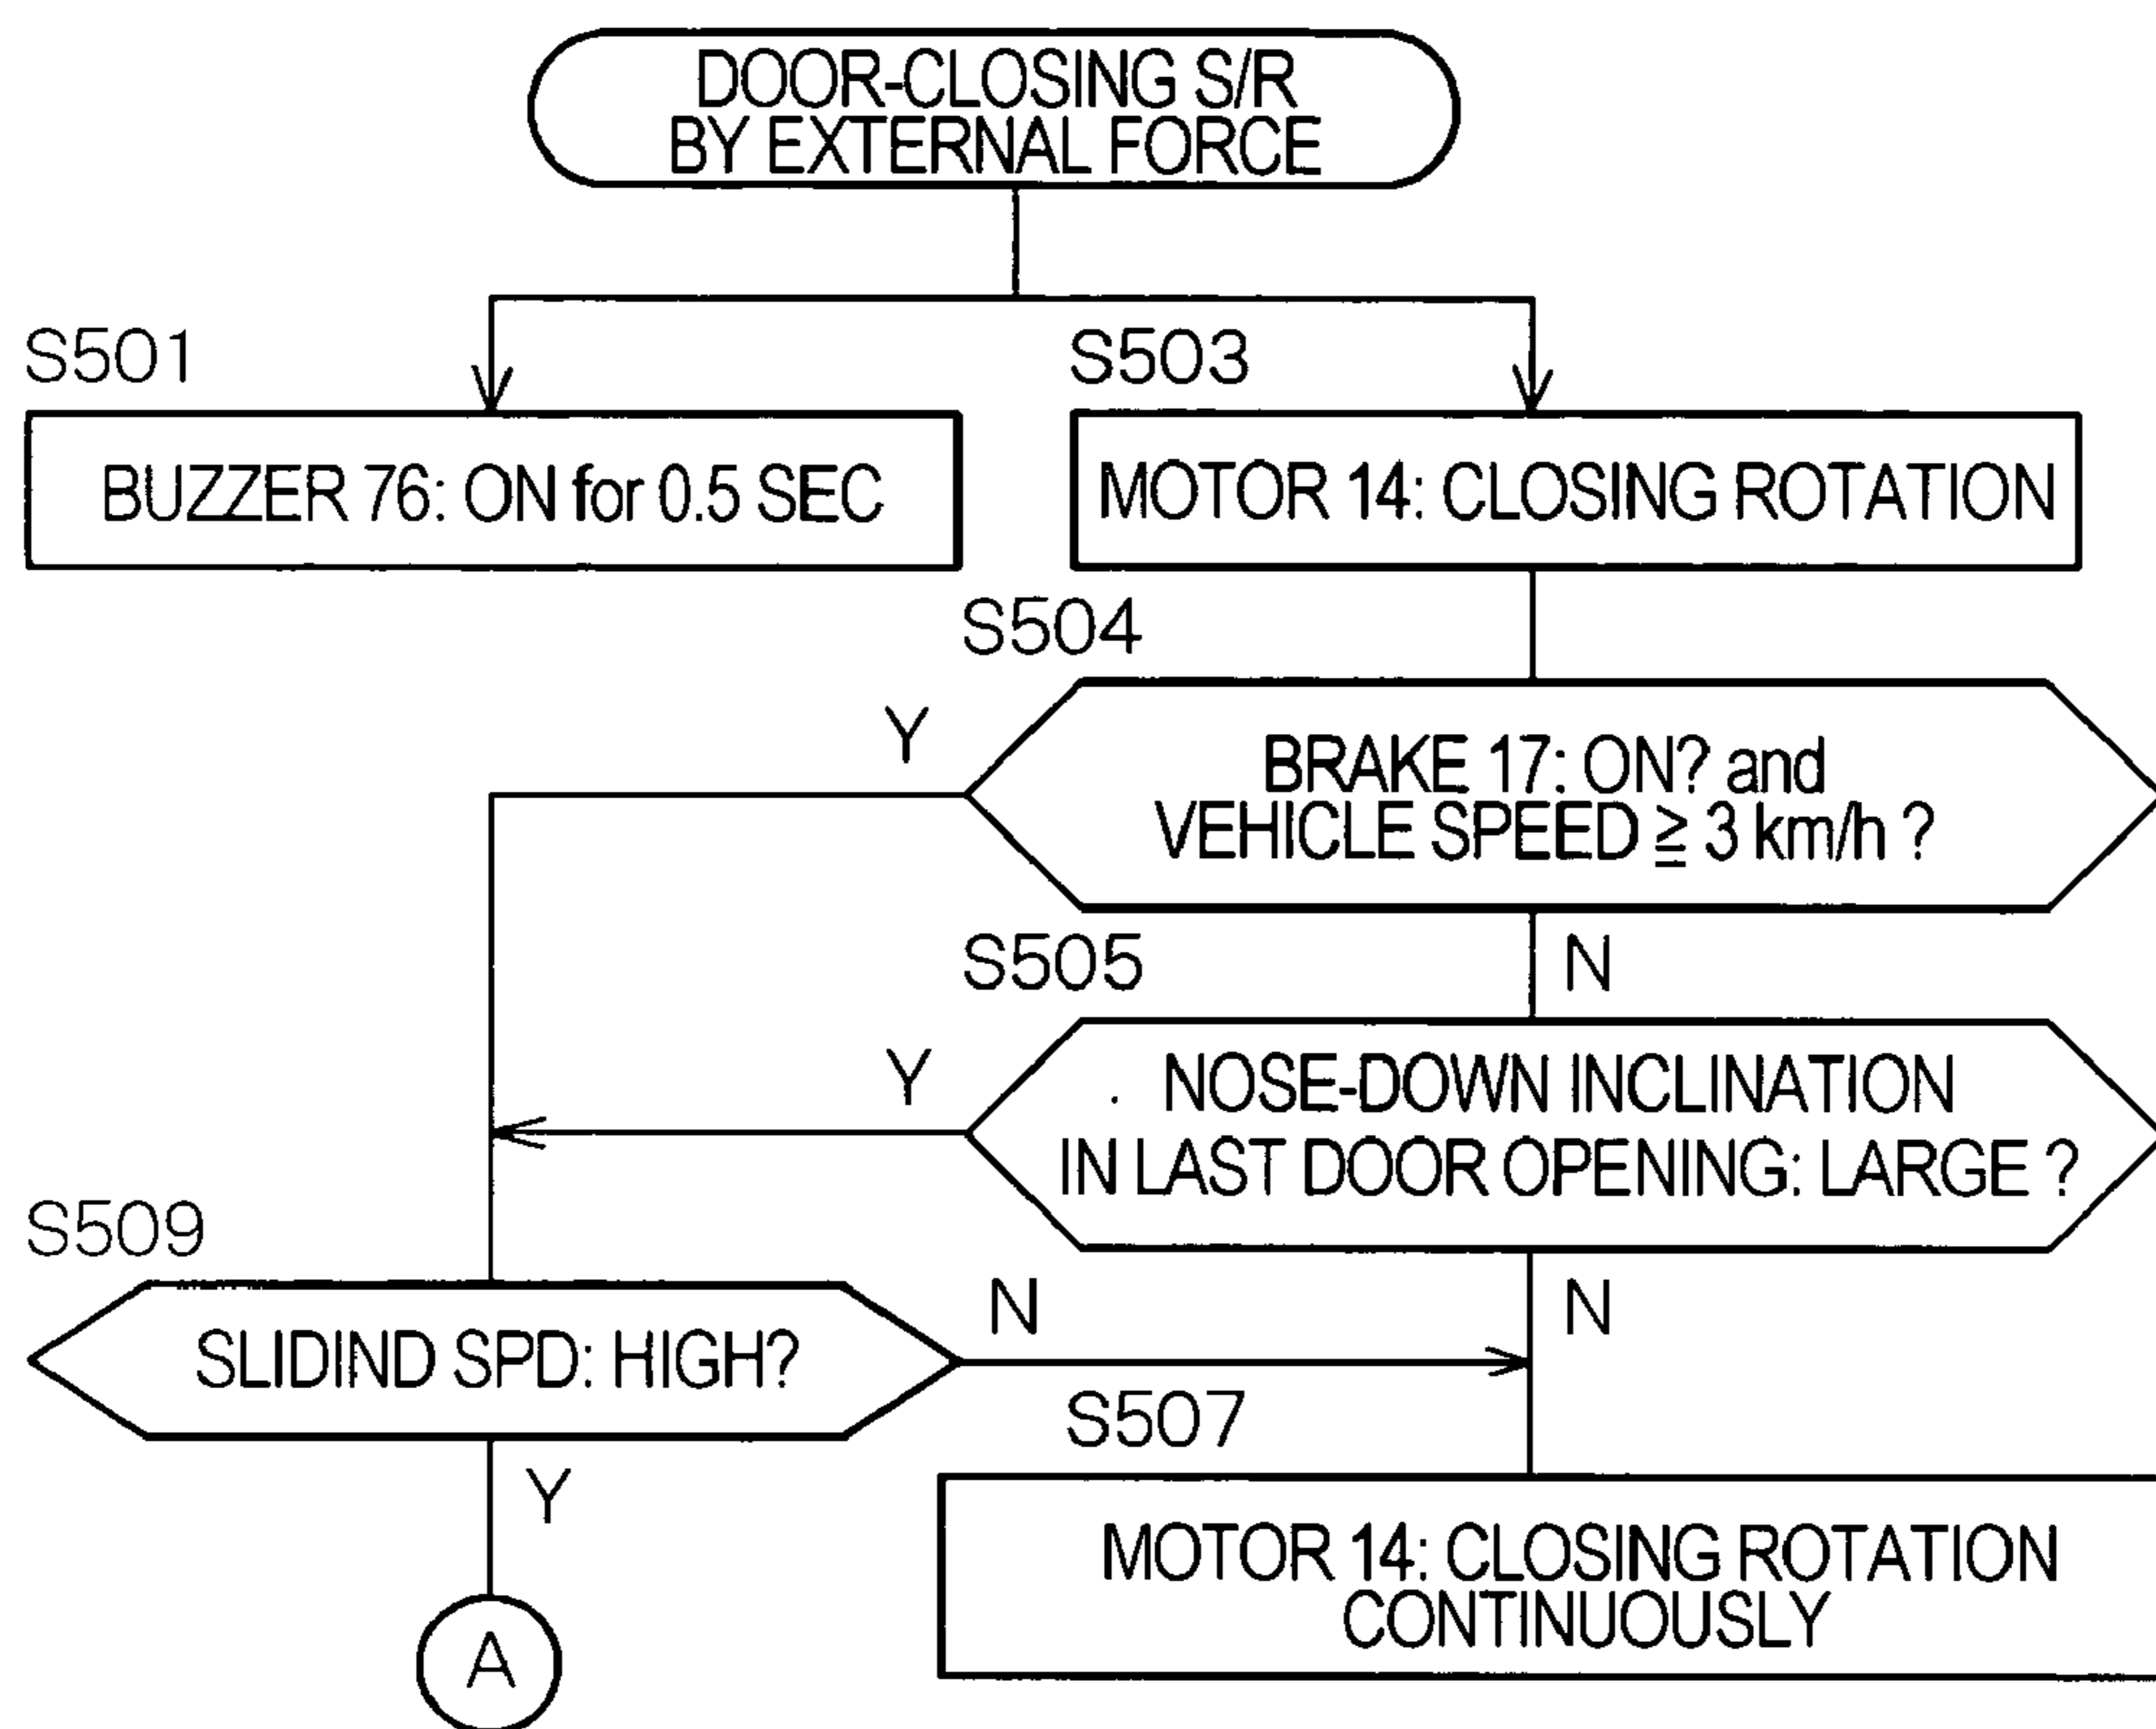 DOOR-CLOSING S/R
BY EXTERNAL FORCE
S501
S503
BUZZER 76: ON for 0.5 SEC
MOTOR 14: CLOSING ROTATION
S504
Y
BRAKE 17: ON? and
VEHICLE SPEED ≧ 3 km/h ?
S505
N
Y
NOSE-DOWN INCLINATION
IN LAST DOOR OPENING: LARGE ?
S509
N
N
SLIDIND SPD: HIGH?
S507
Y
MOTOR 14: CLOSING ROTATION
CONTINUOUSLY
A